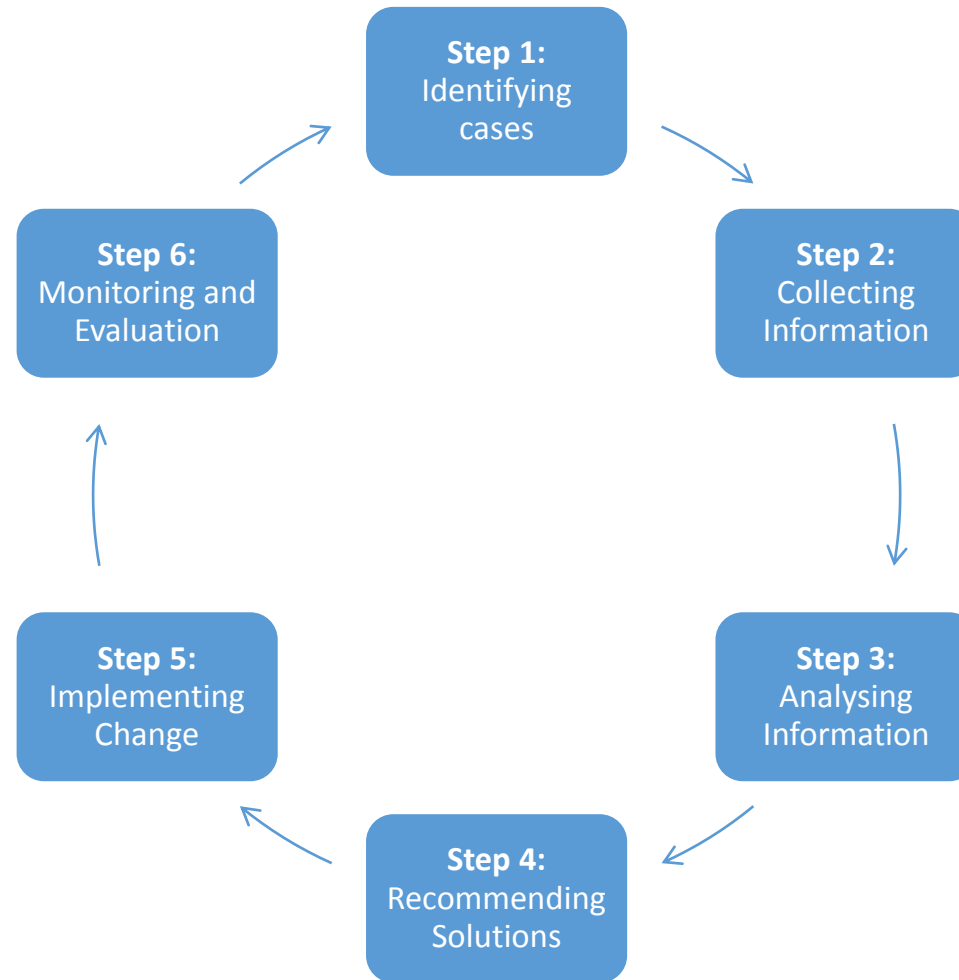 Step 1:
Identifying
cases
Step 2:
Collecting
Information
Step 3:
Analysing
Information
Step 4:
Recommending
Solutions
Step 5:
Implementing
Change
Step 6:
Monitoring and
Evaluation